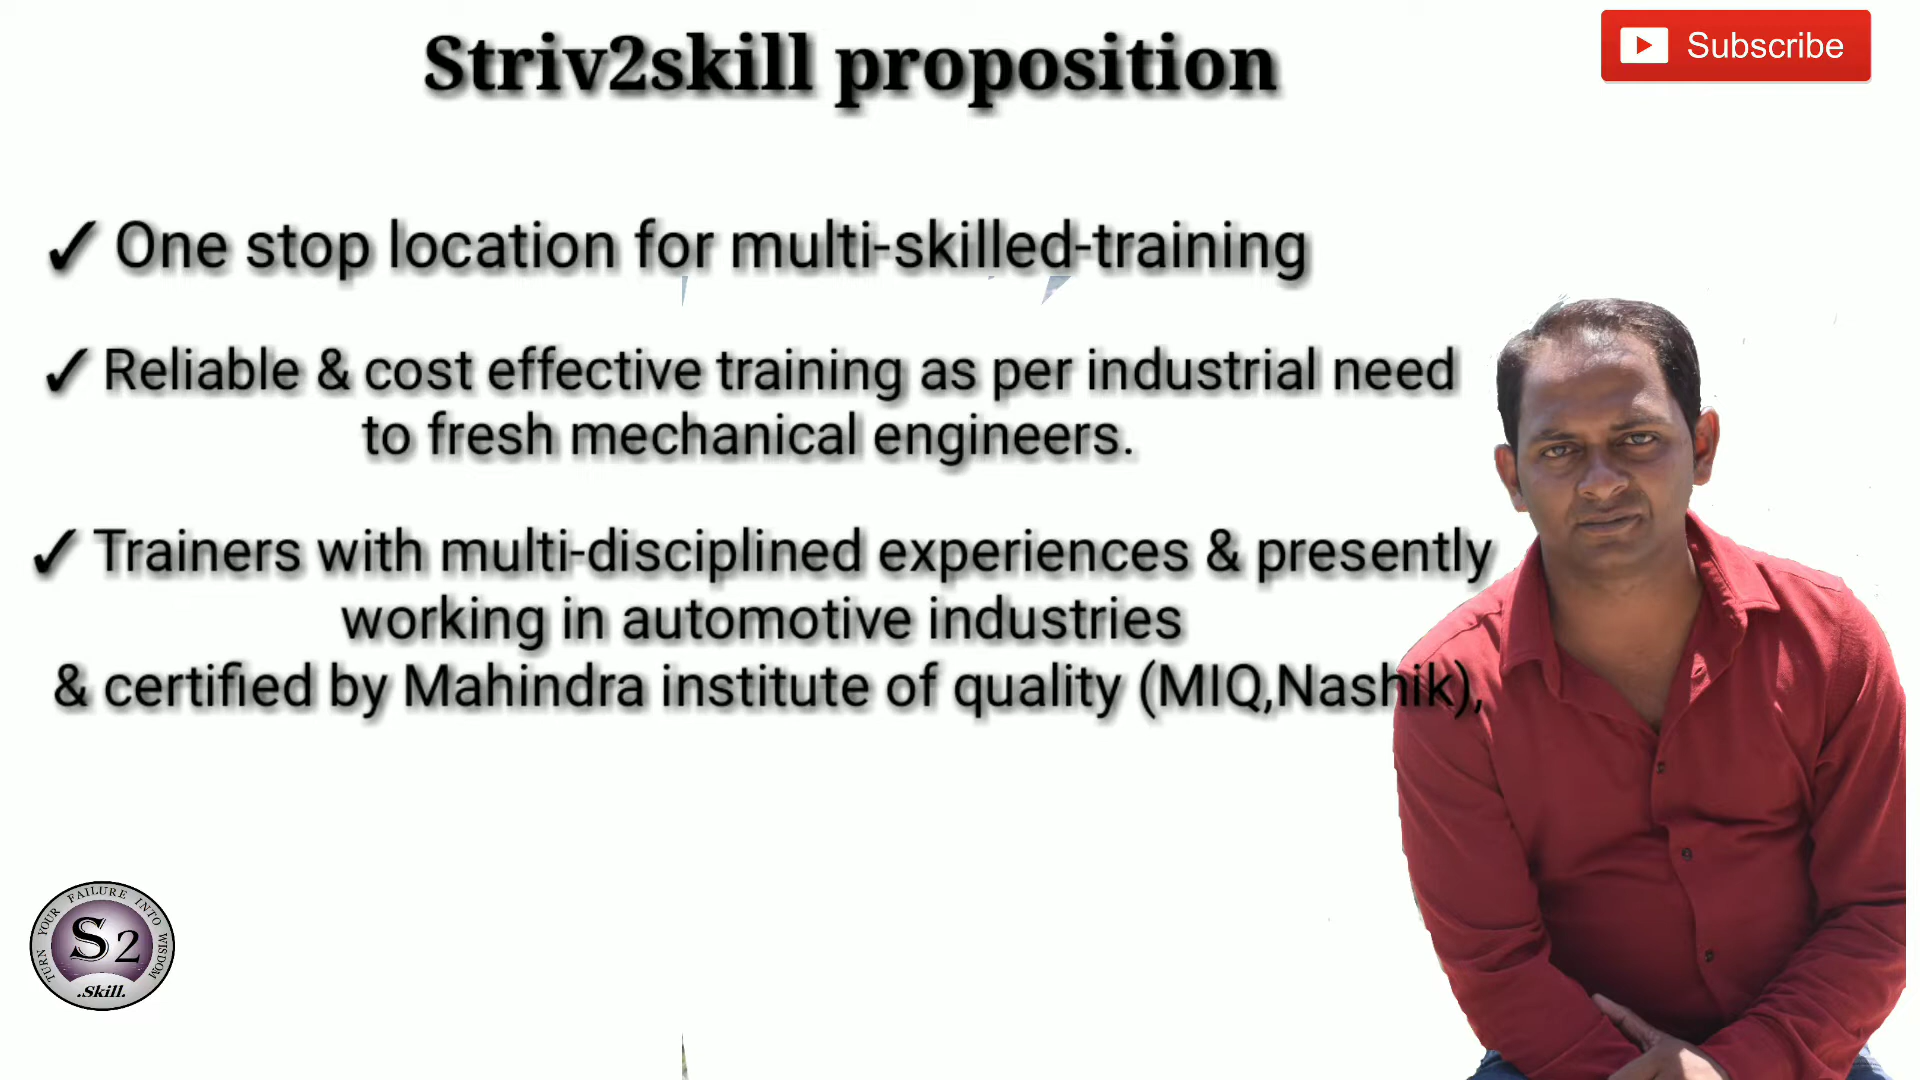 Striv2skill proposition
Subscribe
✓ One stop location for multi-skilled-training
✓ Reliable & cost effective training as per industrial need
to fresh mechanical engineers.
✓ Trainers with multi-disciplined experiences & presently
working in automotive industries
& certified by Mahindra institute of quality (MIQ,Nashik),
TURN YOUR FAILURE INTO WISDOM
S2
.Skill.